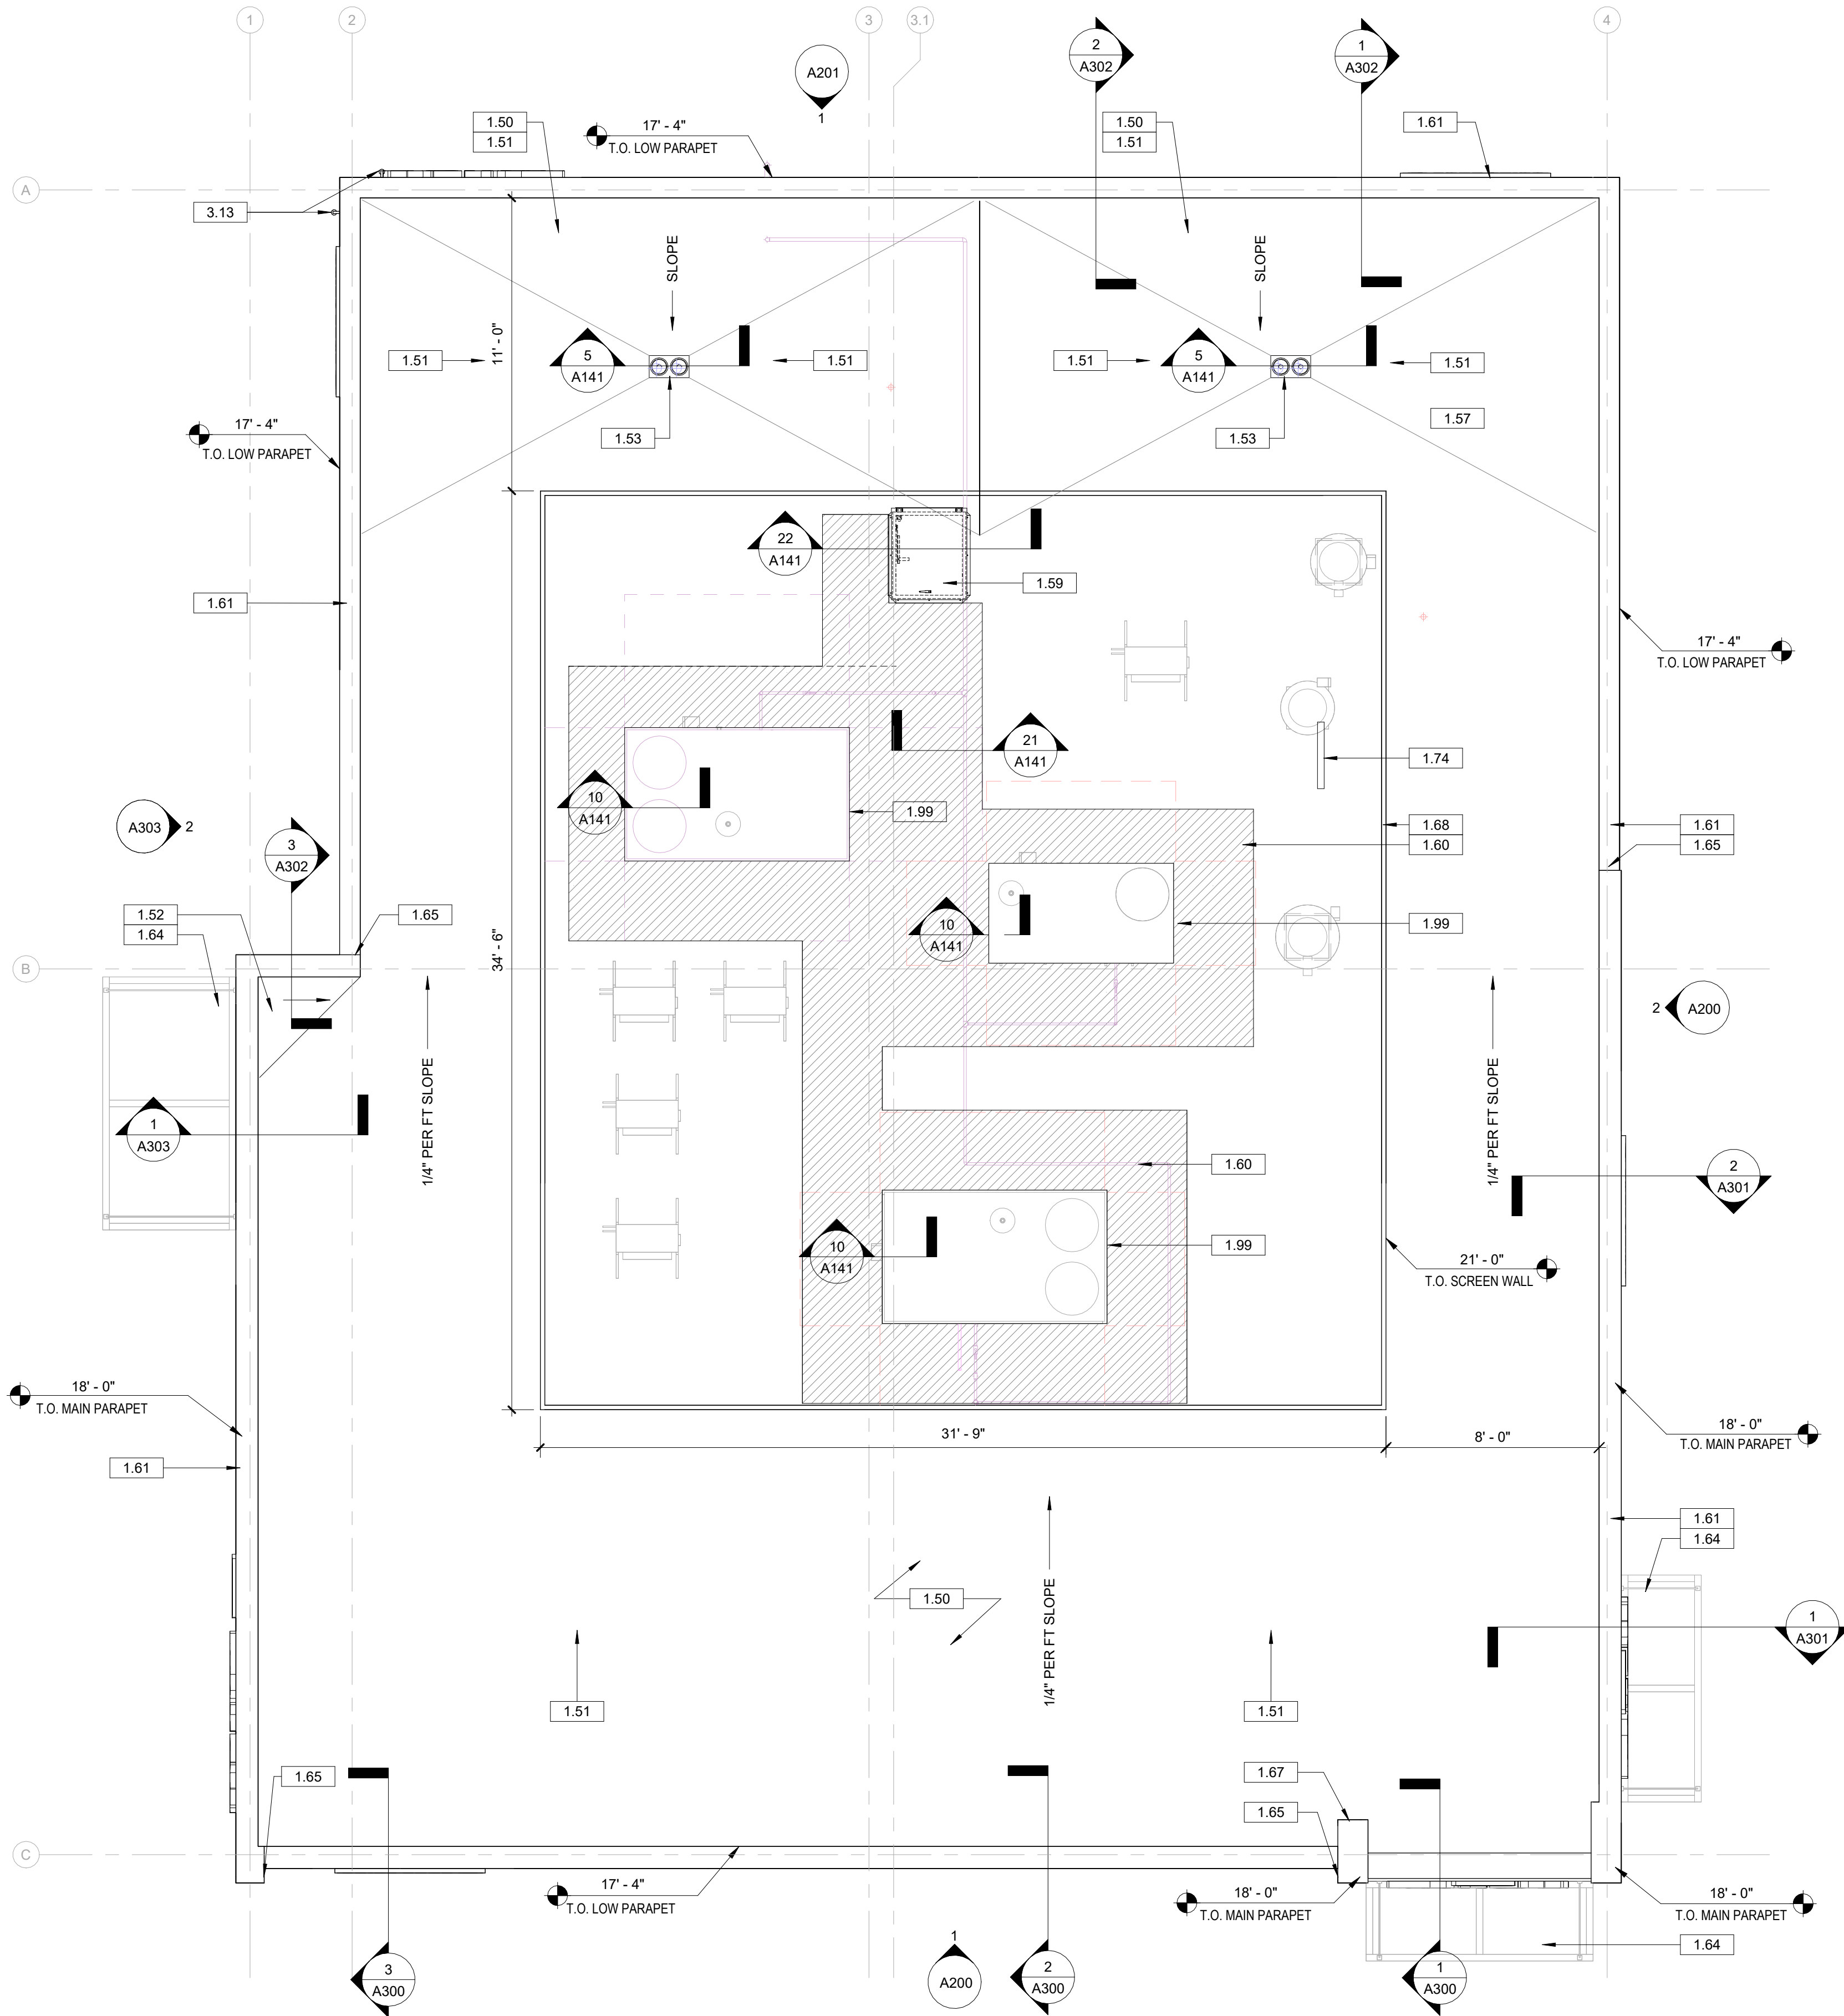 1
2
3
3.1
4
A201
1
2
A302
1
A302
1.50
1.51
17' - 4"
T.O. LOW PARAPET
1.50
1.51
1.61
A
3.13
SLOPE
SLOPE
11' - 0"
1.51
5
A141
1.51
1.51
5
A141
1.51
1.57
17' - 4"
T.O. LOW PARAPET
1.53
1.53
22
A141
1.59
1.61
17' - 4"
T.O. LOW PARAPET
21
A141
1.74
10
A141
1.99
A303
2
3
A302
1.68
1.60
1.61
1.65
1.52
1.64
1.65
10
A141
1.99
34' - 6"
B
2
A200
1/4" PER FT SLOPE
1/4" PER FT SLOPE
1
A303
1.60
2
A301
10
A141
1.99
21' - 0"
T.O. SCREEN WALL
18' - 0"
T.O. MAIN PARAPET
31' - 9"
8' - 0"
18' - 0"
T.O. MAIN PARAPET
1.61
1.61
1.64
1.50
1/4" PER FT SLOPE
1
A301
1.51
1.51
1.65
1.67
1.65
C
17' - 4"
T.O. LOW PARAPET
18' - 0"
T.O. MAIN PARAPET
18' - 0"
T.O. MAIN PARAPET
1.64
3
A300
1
A200
2
A300
1
A300